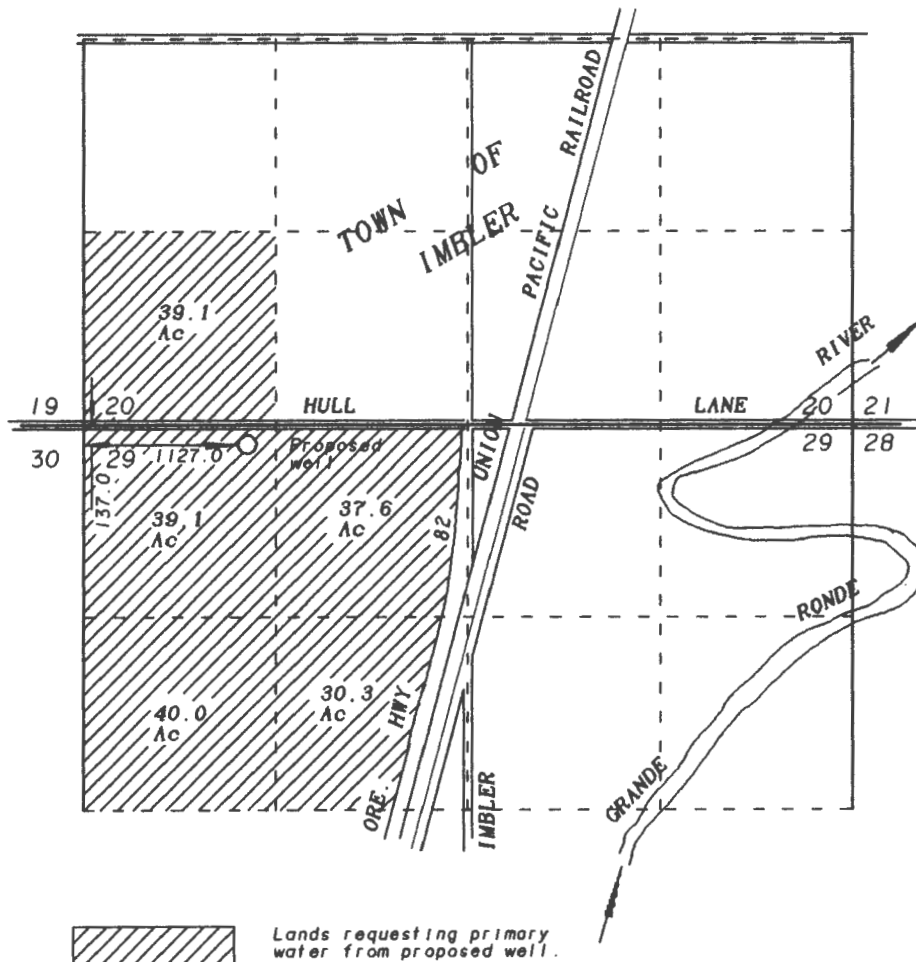 RAILROAD
PACIFIC
UNION
TOWN OF
IMBLER
39.1
Ac
RIVER
19 20
HULL
LANE
20 21
30 29
29 28
1127.0
Proposed
well
137.0
39.1
Ac
37.6
Ac
82
ROAD
RONDE
40.0
Ac
30.3
Ac
HWY
ORE.
IMBLER
GRANDE
Lands requesting primary
water from proposed well.